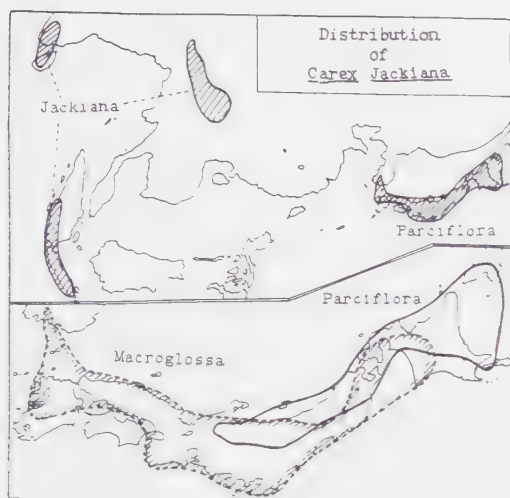 Distribution
of
Carex Jackiana
Jackiana
Parciflora
Parciflora
Macroglossa